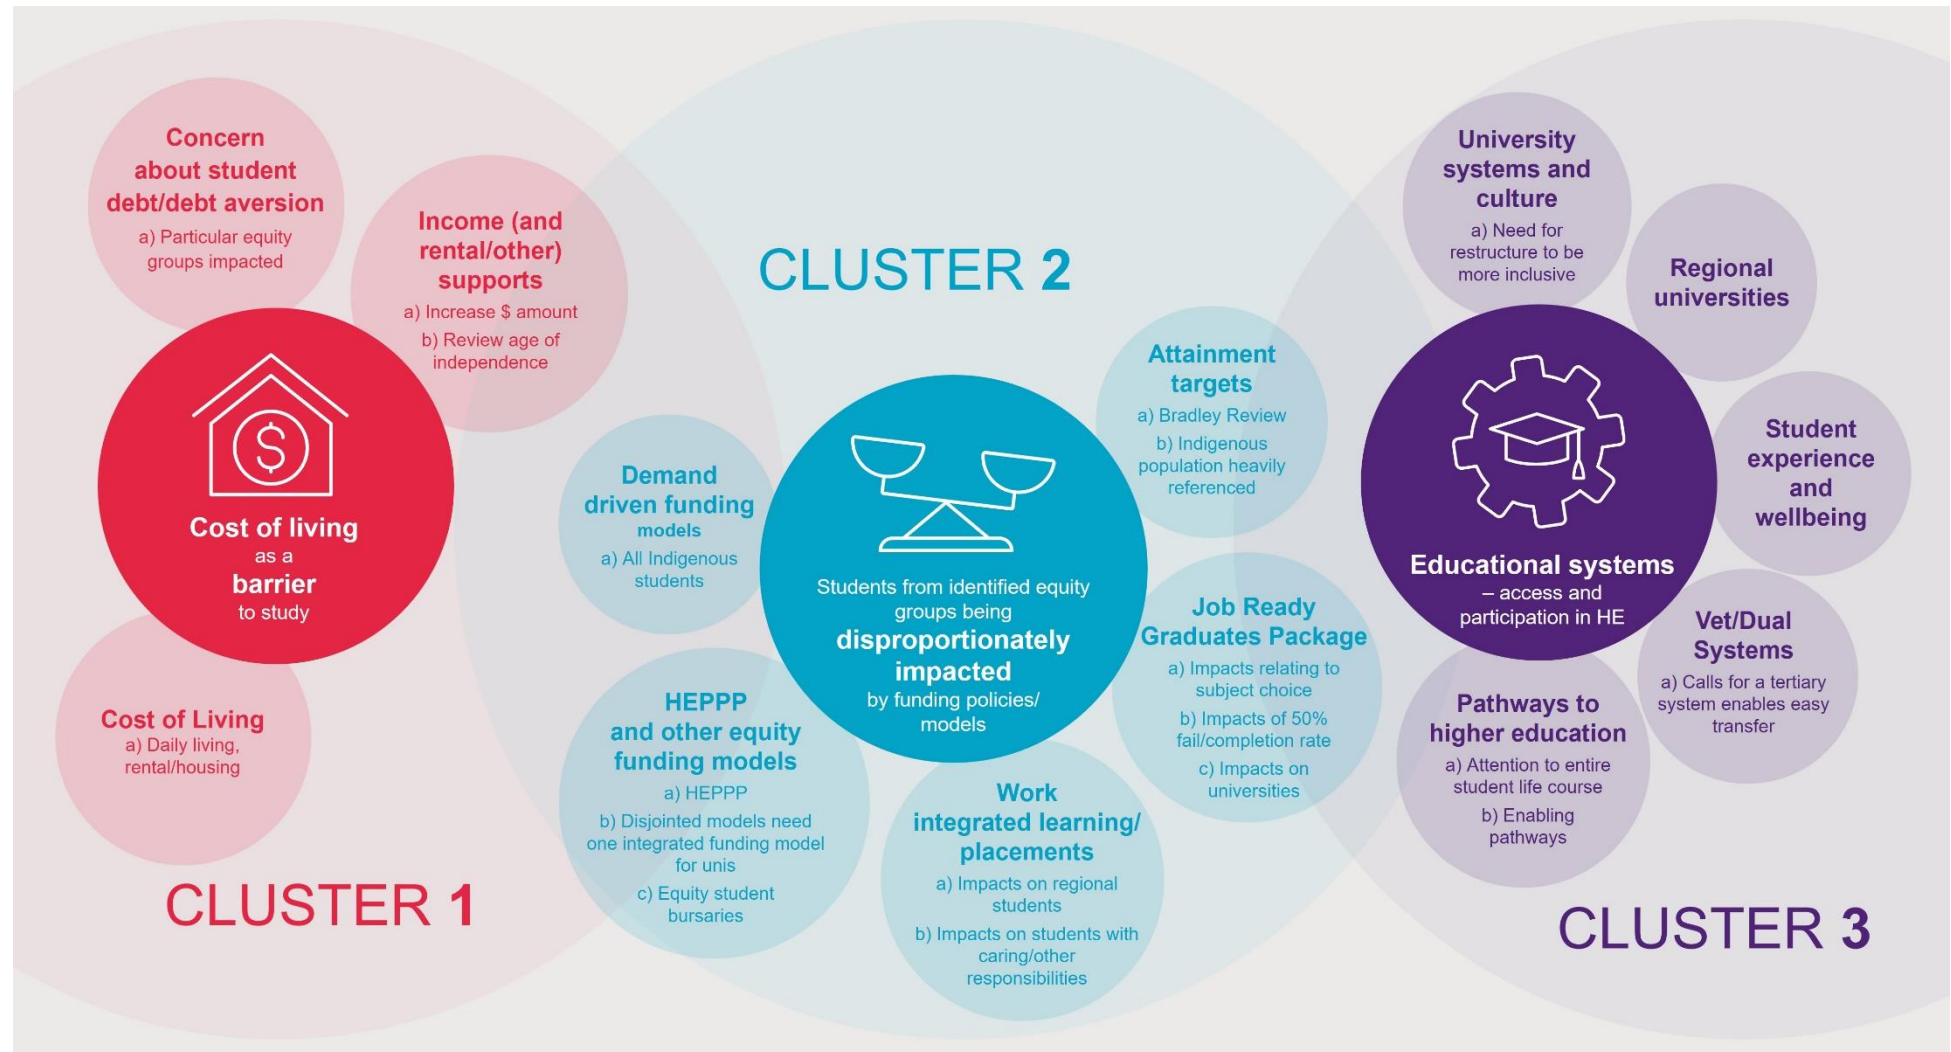 Concern
about student
debt/debt aversion
a) Particular equity
groups impacted
Income (and
rental/other)
supports
a) Increase $ amount
b) Review age of
independence
$
Cost of living
as a
barrier
to study
Cost of Living
a) Daily living,
rental/housing
CLUSTER 1
CLUSTER 2
Demand
driven funding
models
a) All Indigenous
students
HEPPP
and other equity
funding models
a) HEPPP
b) Disjointed models need
one integrated funding model
for unis
c) Equity student
bursaries
Students from identified equity
groups being
disproportionately
impacted
by funding policies/
models
Work
integrated learning/
placements
a) Impacts on regional
students
b) Impacts on students with
caring/other
responsibilities
Attainment
targets
a) Bradley Review
b) Indigenous
population heavily
referenced
Job Ready
Graduates Package
a) Impacts relating to
subject choice
b) Impacts of 50%
fail/completion rate
c) Impacts on
universities
University
systems and
culture
a) Need for
restructure to be
more inclusive
Regional
universities
Student
experience
and
wellbeing
Educational systems
– access and
participation in HE
Vet/Dual
Systems
a) Calls for a tertiary
system enables easy
transfer
Pathways to
higher education
a) Attention to entire
student life course
b) Enabling
pathways
CLUSTER 3